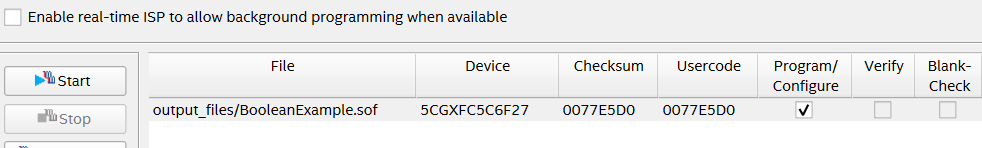 Enable real-time ISP to allow background programming when available
Start
Stop
File Device Checksum Usercode Program/ Configure Verify Blank- Check
output_files/BooleanExample.sof 5CGXFC5C6F27 0077E5D0 0077E5D0